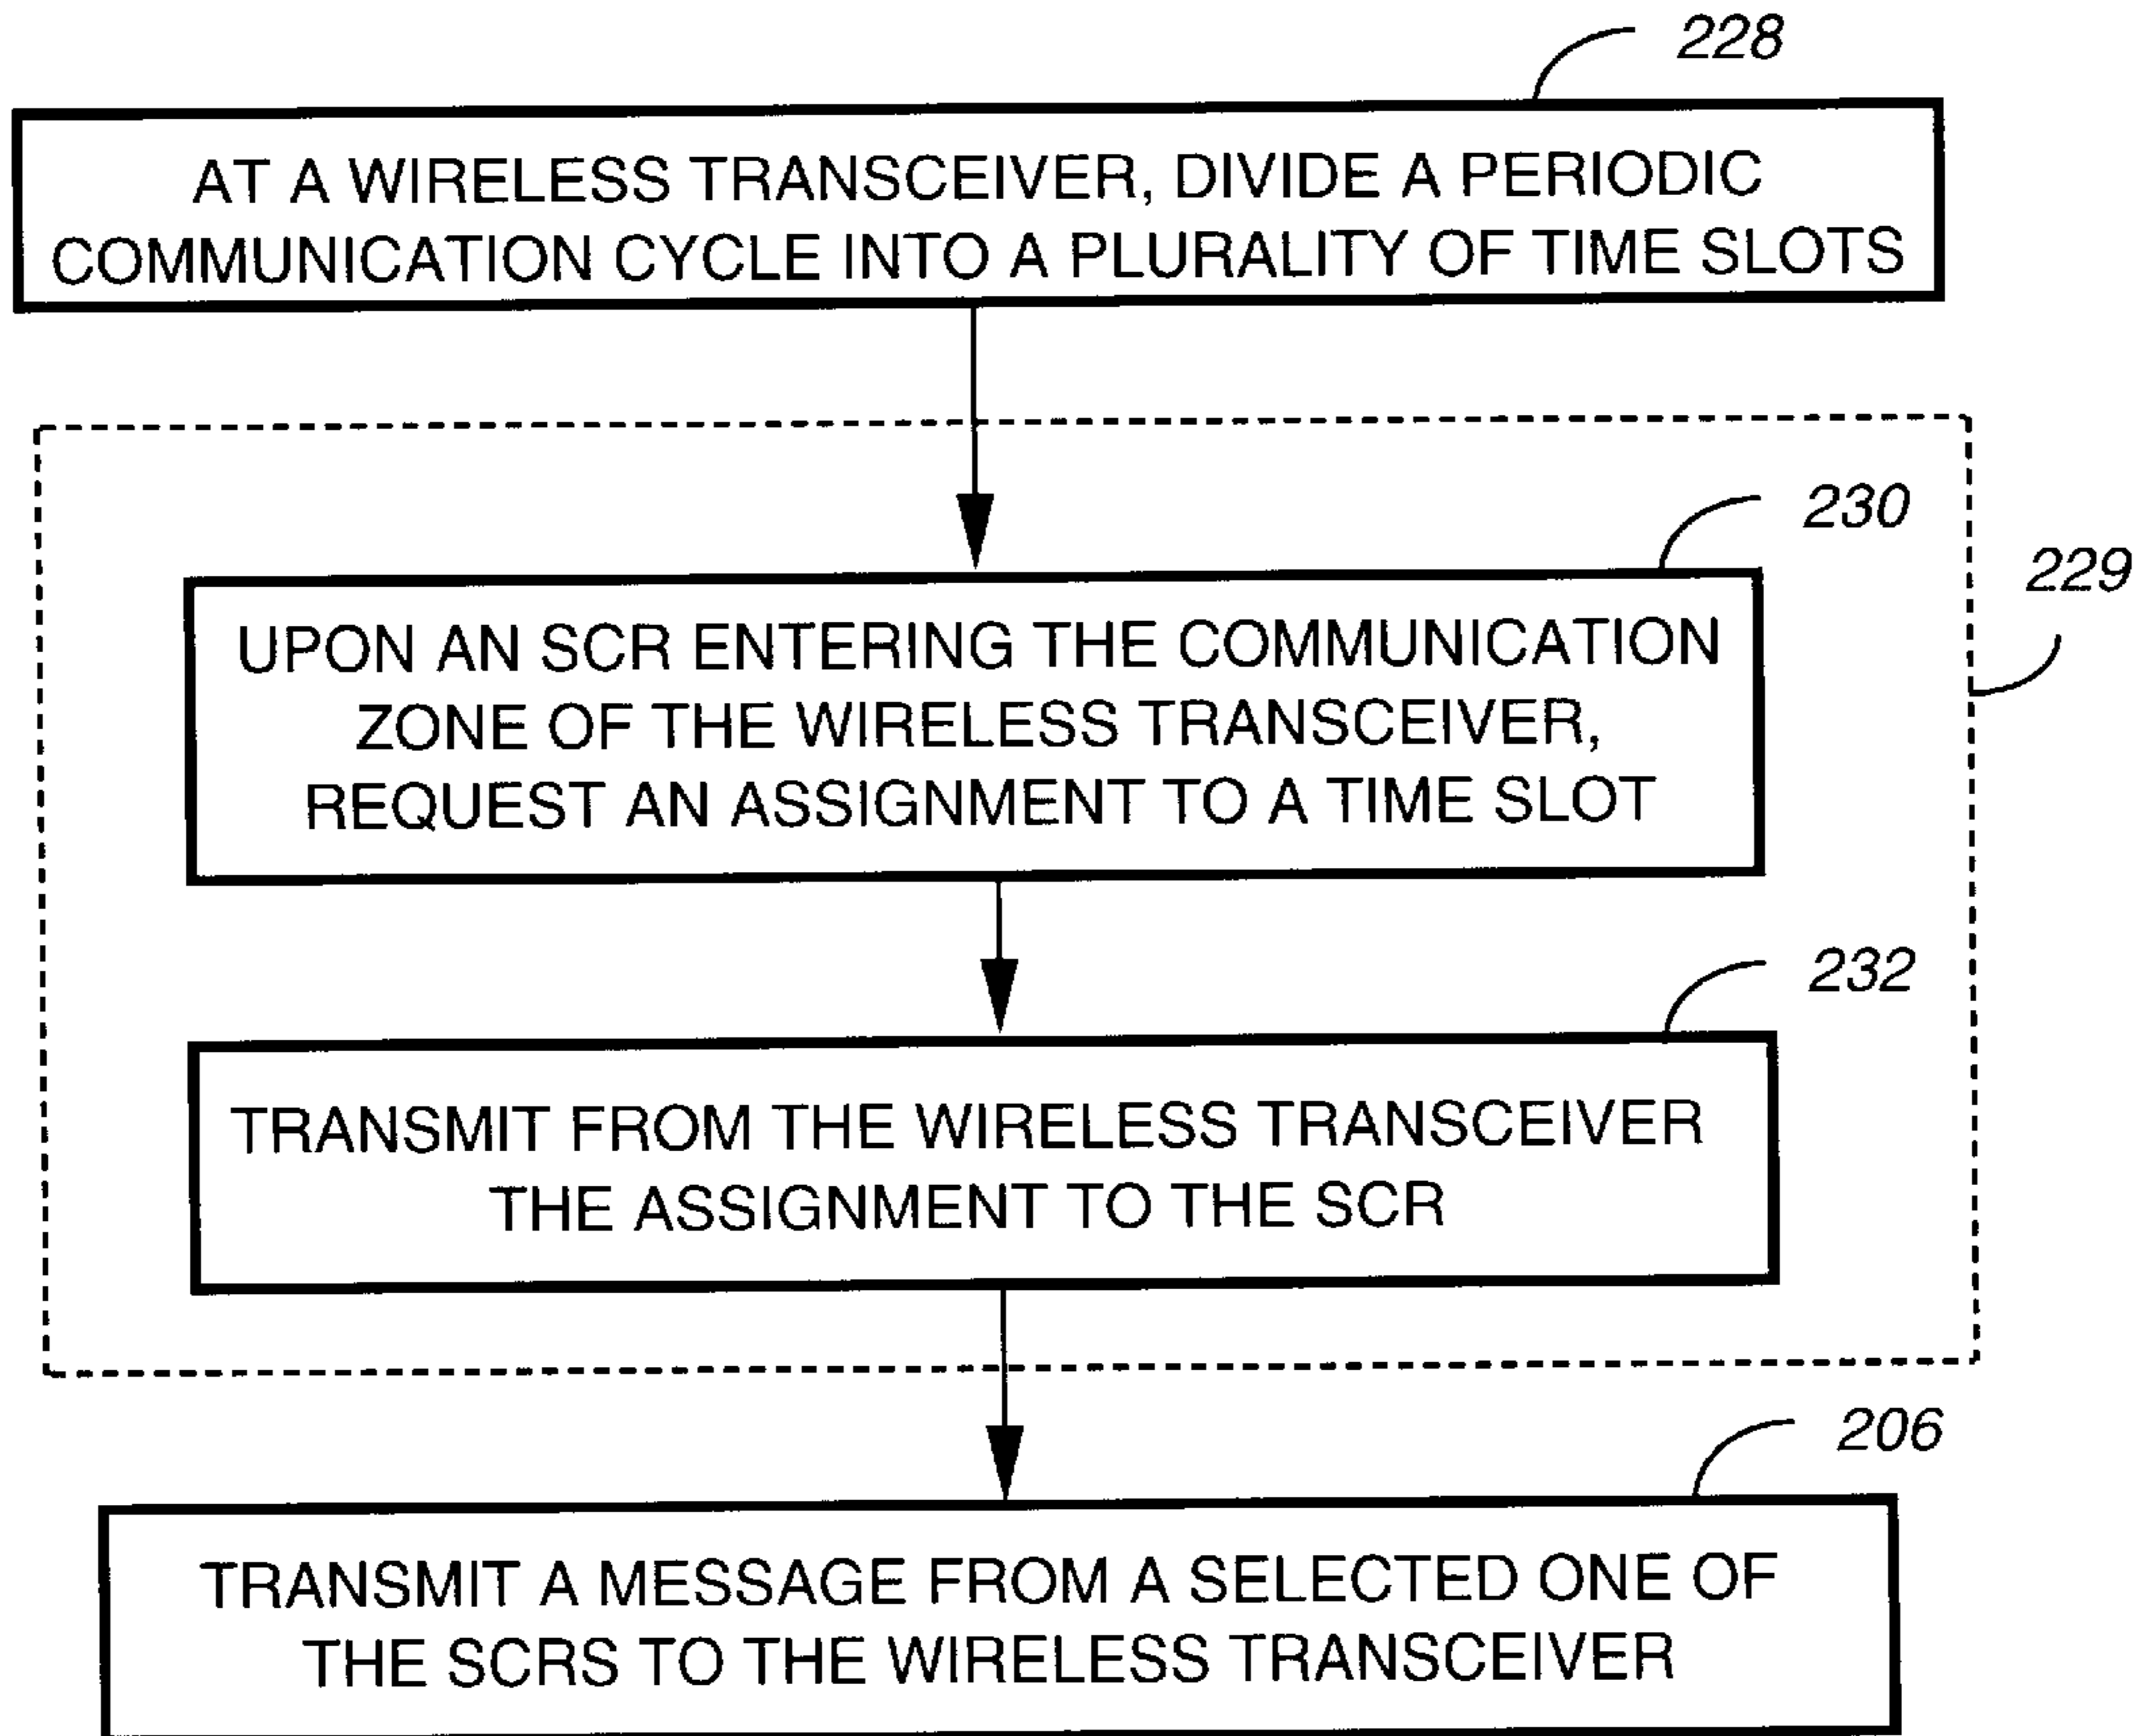 228
AT A WIRELESS TRANSCEIVER, DIVIDE A PERIODIC
COMMUNICATION CYCLE INTO A PLURALITY OF TIME SLOTS
230
229
UPON AN SCR ENTERING THE COMMUNICATION
ZONE OF THE WIRELESS TRANSCEIVER,
REQUEST AN ASSIGNMENT TO A TIME SLOT
232
TRANSMIT FROM THE WIRELESS TRANSCEIVER
THE ASSIGNMENT TO THE SCR
206
TRANSMIT A MESSAGE FROM A SELECTED ONE OF
THE SCRS TO THE WIRELESS TRANSCEIVER